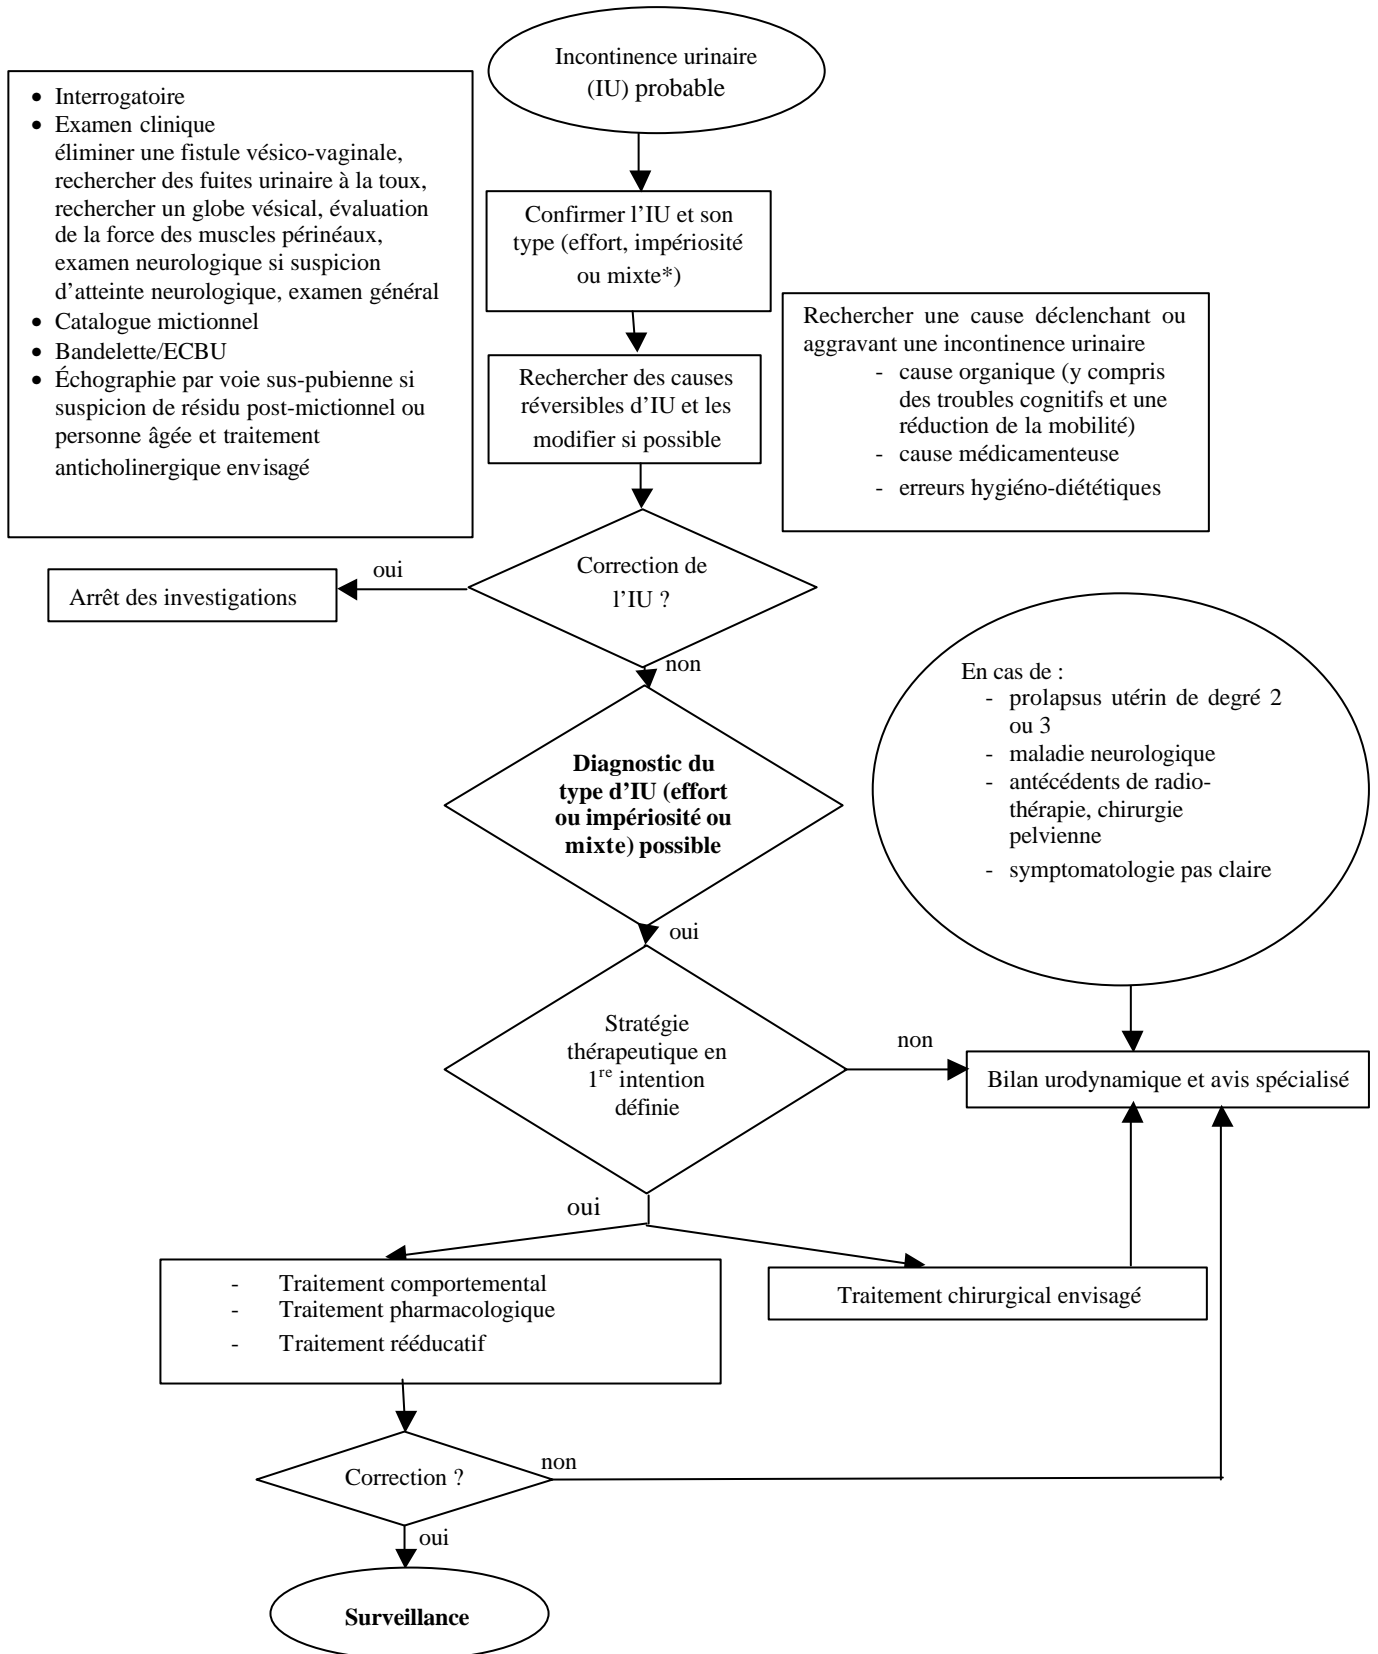 Incontinence urinaire
(IU) probable
• Interrogatoire
• Examen clinique
éliminer une fistule vésico-vaginale,
rechercher des fuites urinaire à la toux,
rechercher un globe vésical, évaluation
de la force des muscles périnéaux,
examen neurologique si suspicion
d’atteinte neurologique, examen général
• Catalogue mictionnel
• Bandelette/ECBU
• Échographie par voie sus-pubienne si
suspicion de résidu post-mictionnel ou
personne âgée et traitement
anticholinergique envisagé
Confirmer l’IU et son
type (effort, impériosité
ou mixte*)
Rechercher des causes
réversibles d’IU et les
modifier si possible
Rechercher une cause déclenchant ou
aggravant une incontinence urinaire
- cause organique (y compris
des troubles cognitifs et une
réduction de la mobilité)
- cause médicamenteuse
- erreurs hygiéno-diététiques
Correction de
l’IU ?
oui
Arrêt des investigations
non
Diagnostic du
type d’IU (effort
ou impériosité ou
mixte) possible
En cas de :
- prolapsus utérin de degré 2
ou 3
- maladie neurologique
- antécédents de radio-
thérapie, chirurgie
pelvienne
- symptomatologie pas claire
oui
Stratégie
thérapeutique en
1re intention
définie
non
Bilan urodynamique et avis spécialisé
oui
- Traitement comportemental
- Traitement pharmacologique
- Traitement rééducatif
Traitement chirurgical envisagé
Correction ?
non
oui
Surveillance